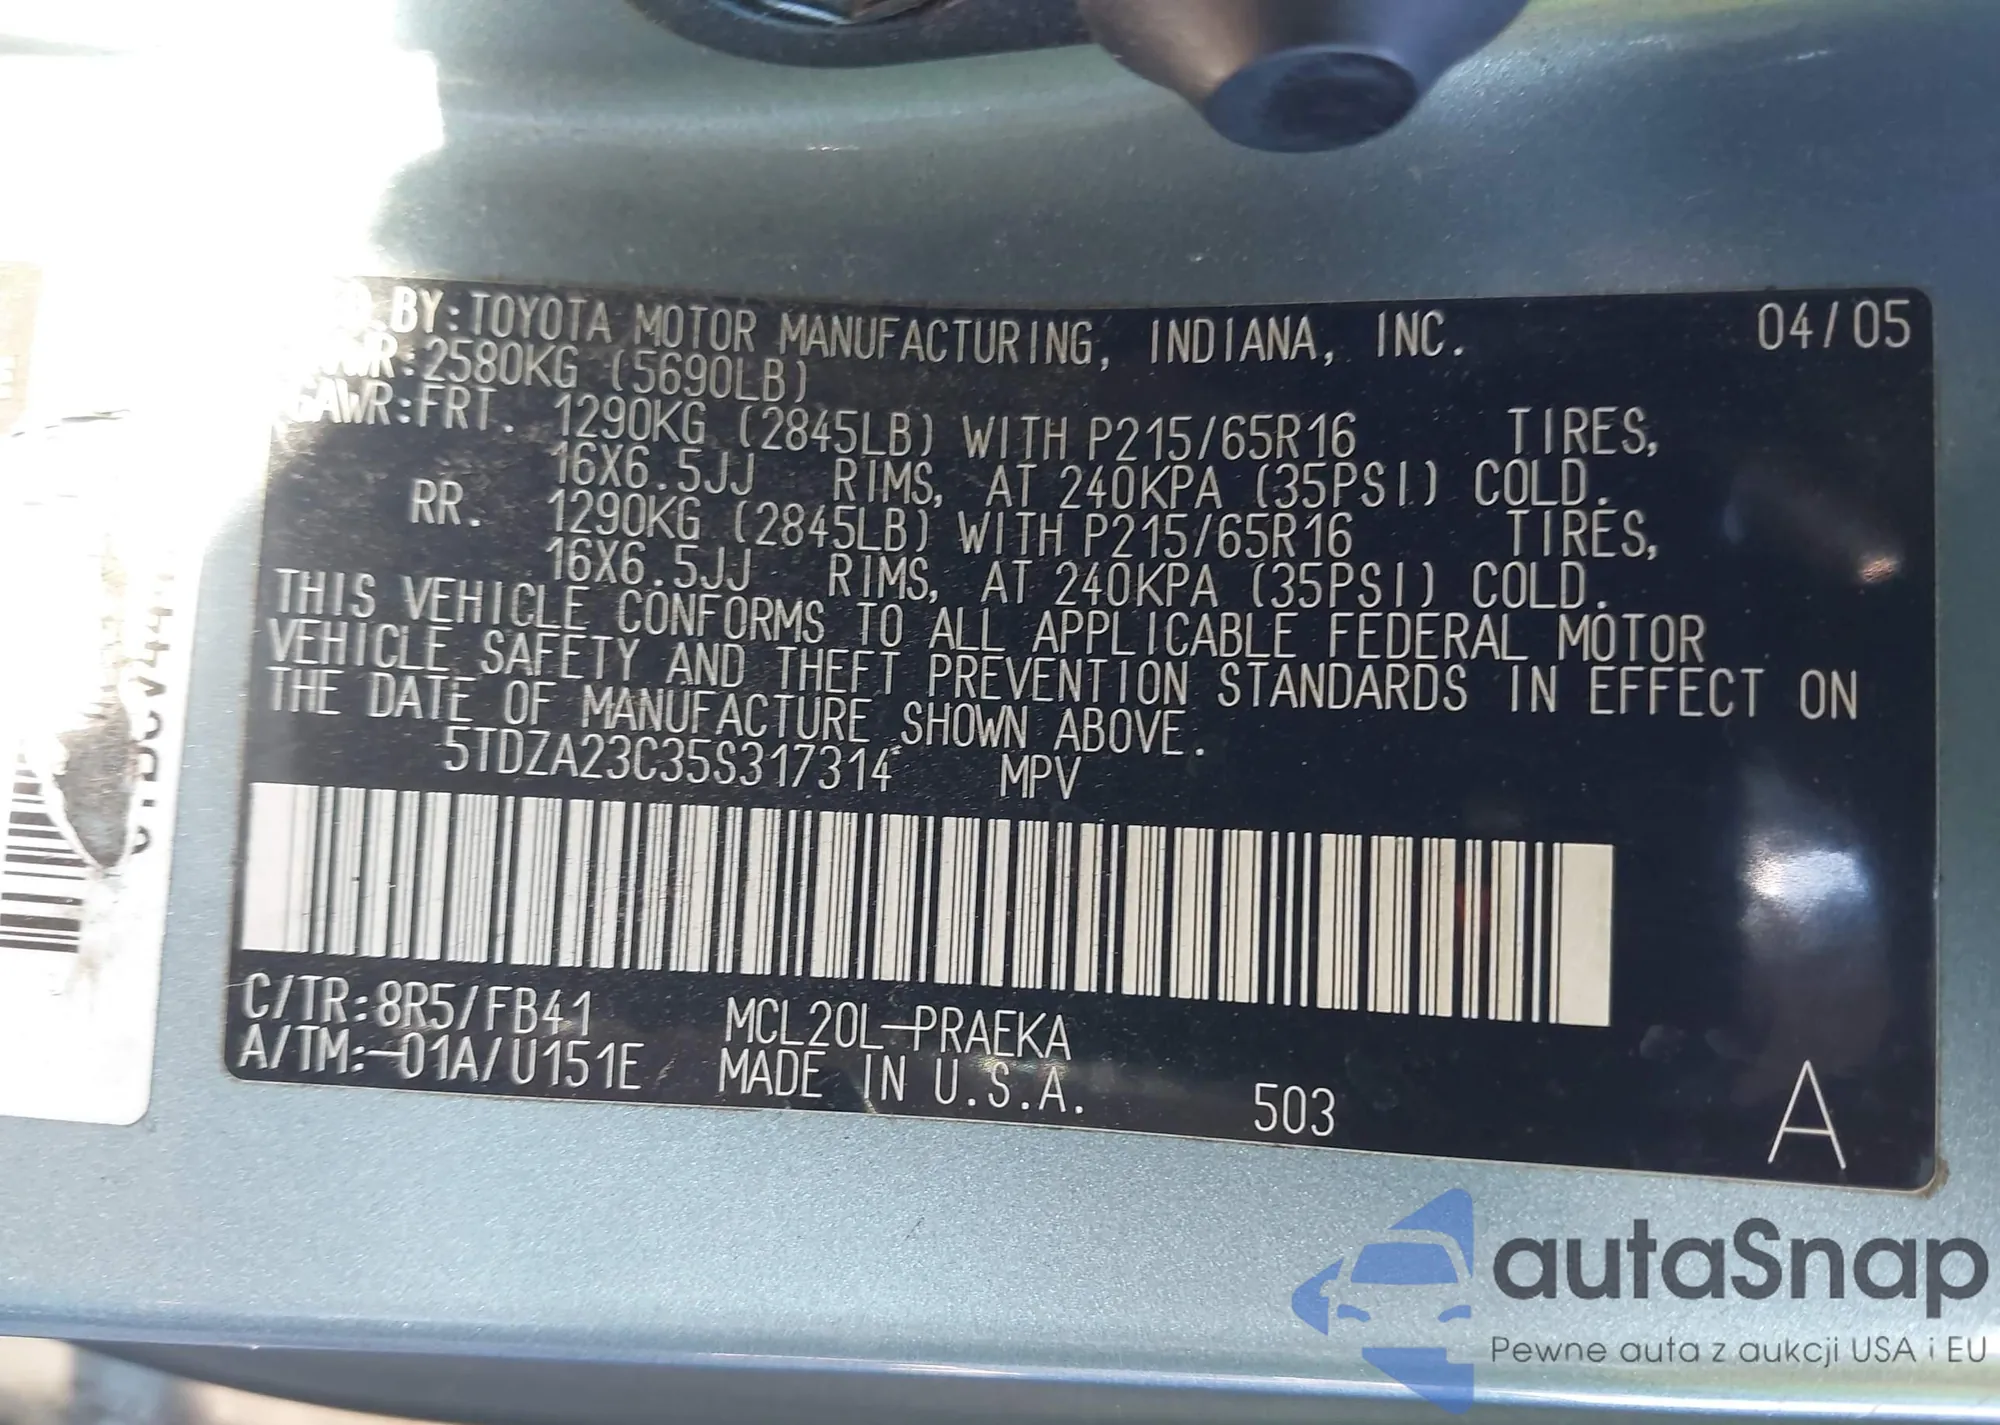 BY:TOYOTA MOTOR MANUFACTURING, INDIANA, INC. 04/05
2580KG (5690LB)
GAWR:FRT. 1290KG (2845LB) WITH P215/65R16 TIRES,
16X6.5JJ RIMS, AT 240KPA (35PSI) COLD.
RR. 1290KG (2845LB) WITH P215/65R16 TIRES,
16X6.5JJ RIMS, AT 240KPA (35PSI) COLD.
THIS VEHICLE CONFORMS TO ALL APPLICABLE FEDERAL MOTOR
VEHICLE SAFETY AND THEFT PREVENTION STANDARDS IN EFFECT ON
THE DATE OF MANUFACTURE SHOWN ABOVE.
5TDZA23C35S317314 MPV
C/TR:8R5/FB41 MCL20L-PRAEKA
A/TM:-01A/U151E MADE IN U.S.A. 503 A
autaSnap
Pewne auta z aukcji USA i EU